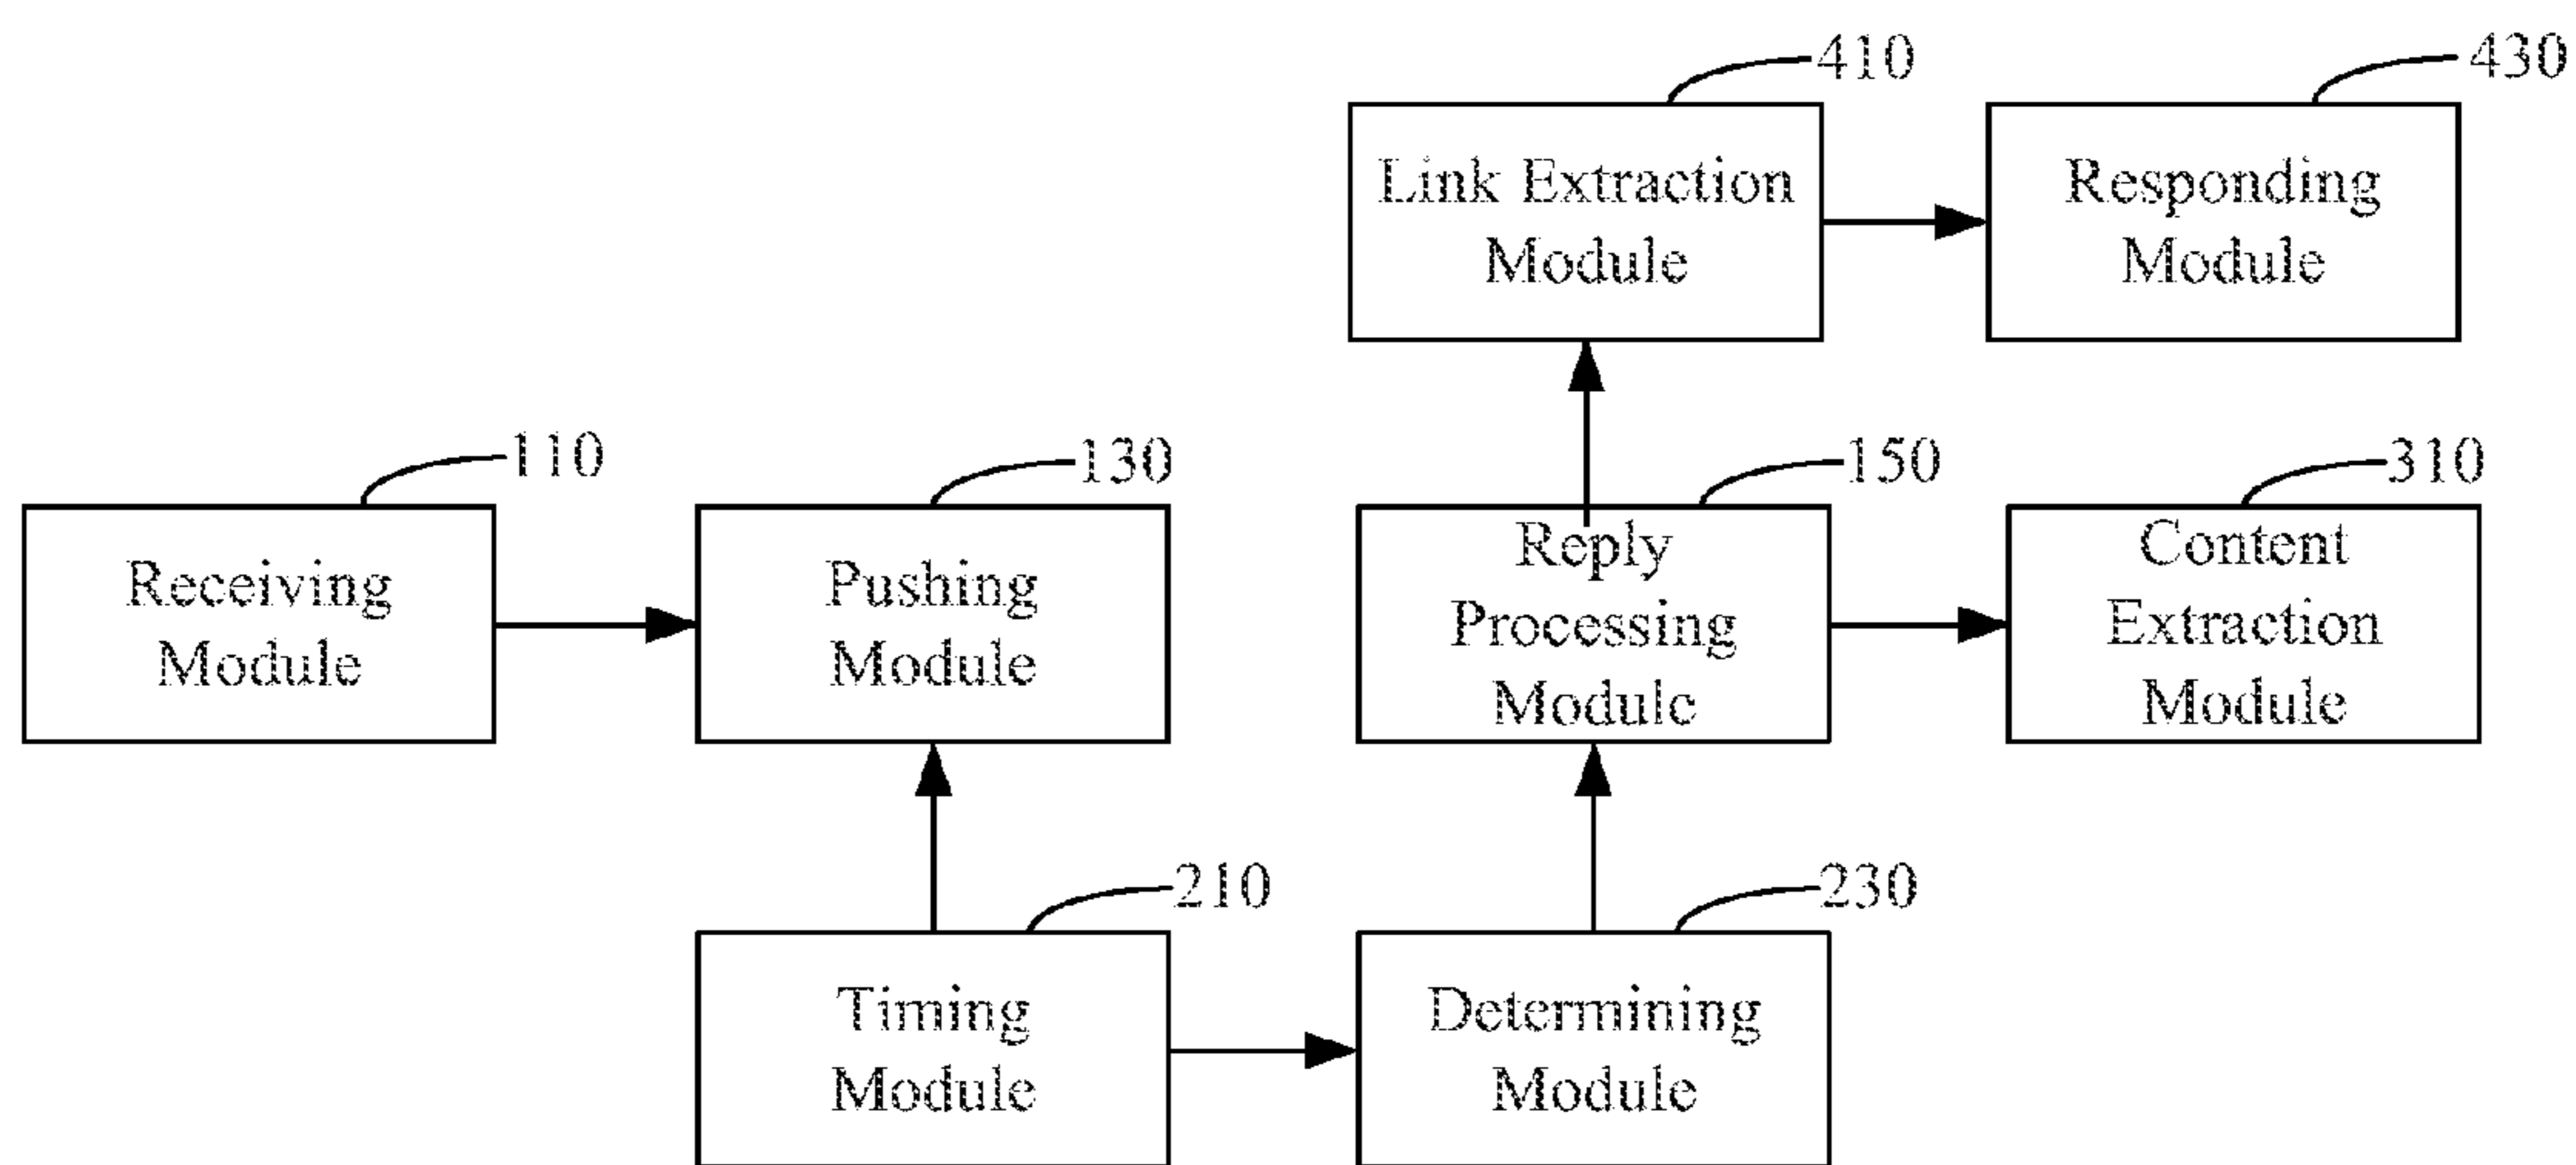 410
430
Link Extraction
Module
Responding
Module
110
130
150
310
Receiving
Module
Pushing
Module
Reply
Processing
Module
Content
Extraction
Module
210
230
Timing
Module
Determining
Module